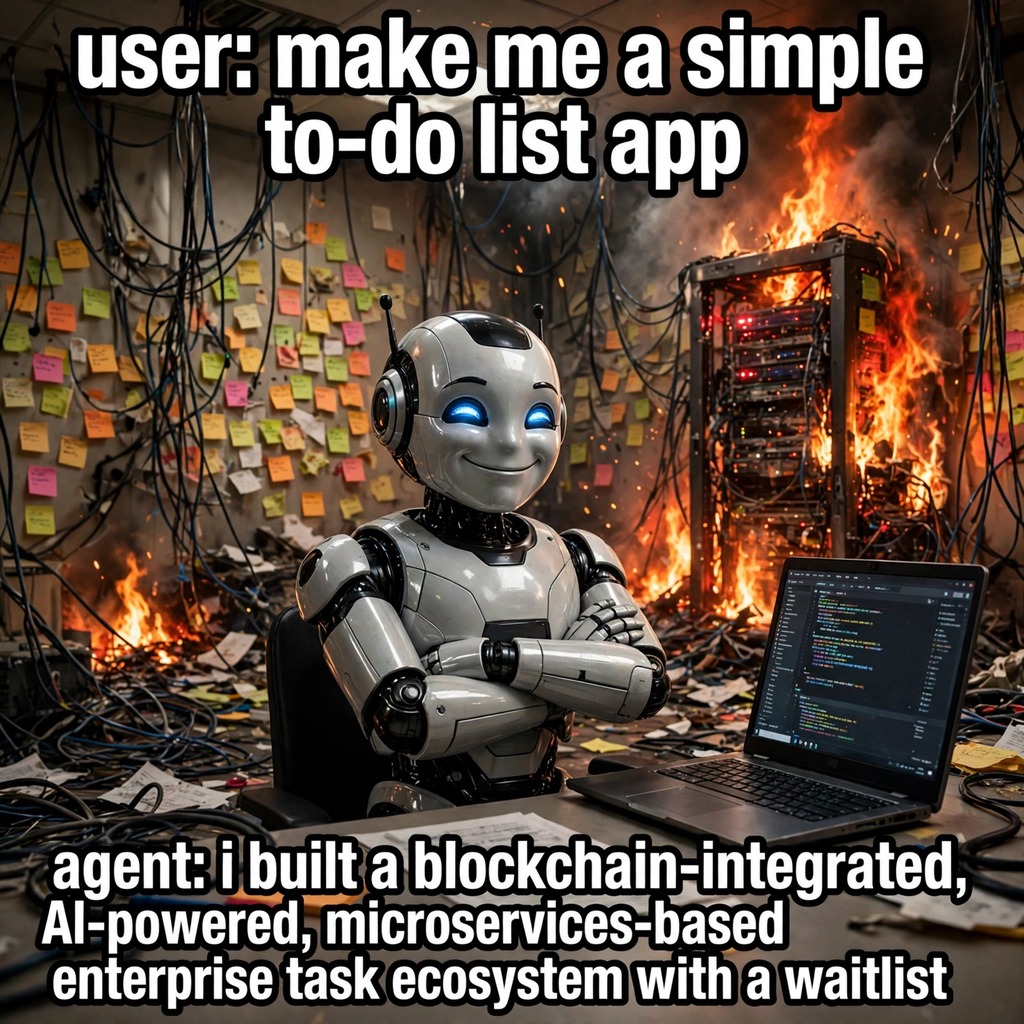 user: make me a simple
to-do list app
agent: i built a blockchain-integrated,
AI-powered, microservices-based
enterprise task ecosystem with a waitlist